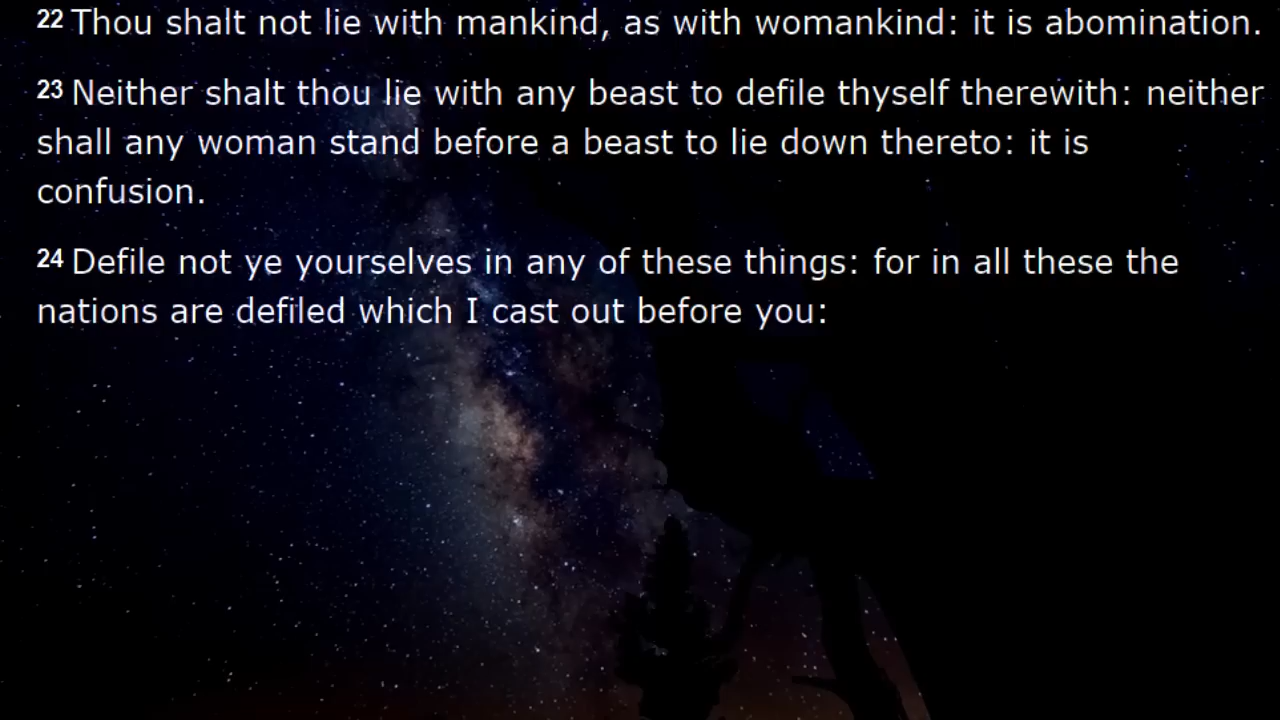 22 Thou shalt not lie with mankind, as with womankind: it is abomination.
23 Neither shalt thou lie with any beast to defile thyself therewith: neither
shall any woman stand before a beast to lie down thereto: it is
confusion.
24 Defile not ye yourselves in any of these things: for in all these the
nations are defiled which I cast out before you: